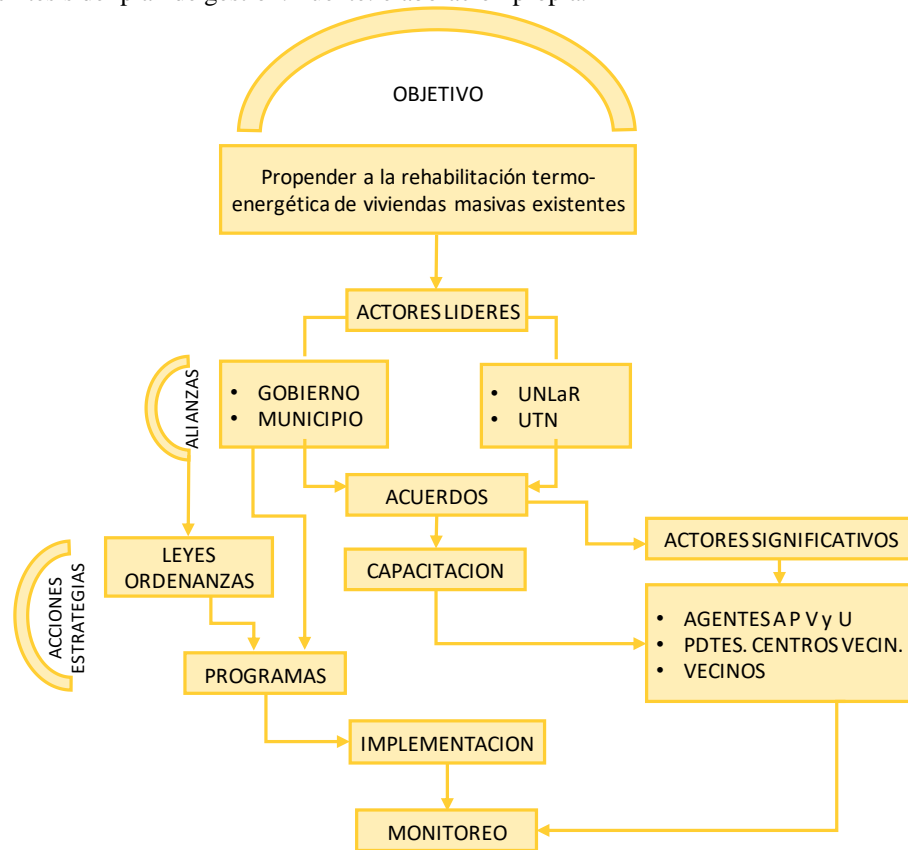 OBJETIVO
Propender a la rehabilitación termo-
energética de viviendas masivas existentes
ACTORES LIDERES
ALIANZAS
• GOBIERNO
• MUNICIPIO
• UNLaR
• UTN
ACUERDOS
ACTORES SIGNIFICATIVOS
LEYES
ORDENANZAS
CAPACITACION
ACCIONES
ESTRATEGIAS
• AGENTES A P V y U
• PDTES. CENTROS VECIN.
• VECINOS
PROGRAMAS
IMPLEMENTACION
MONITOREO